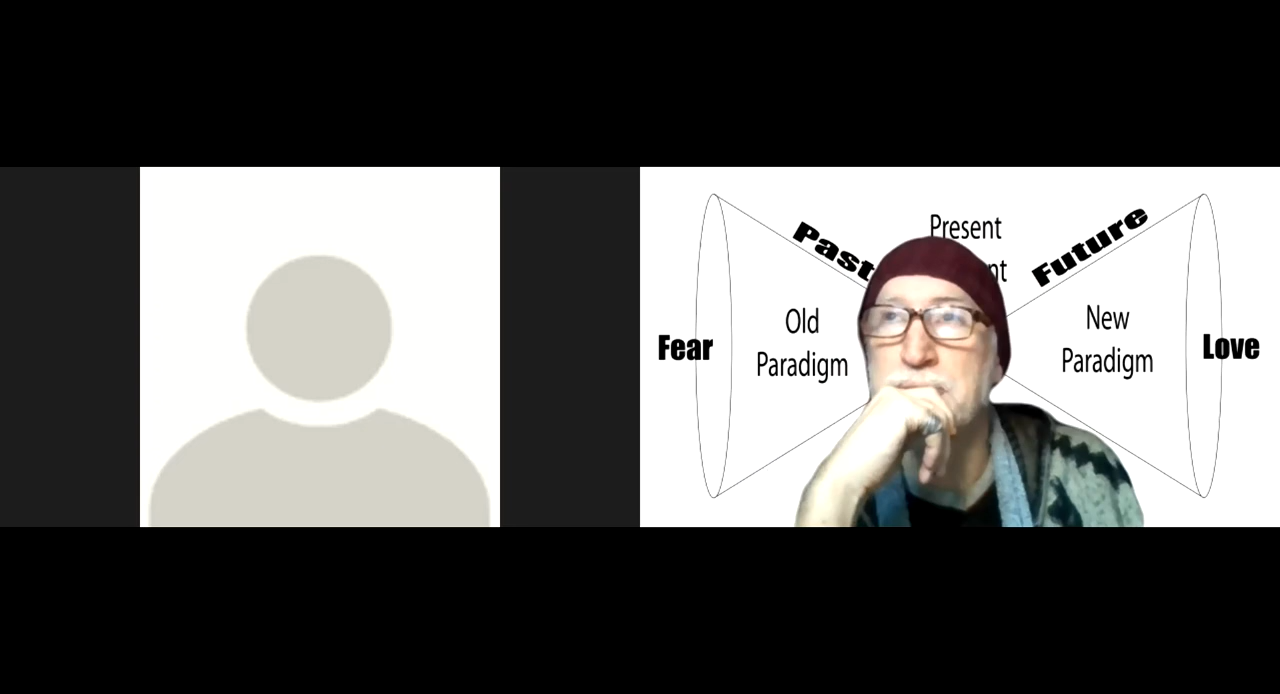 Present
Past
Future
Old
Paradigm
New
Paradigm
Fear
Love